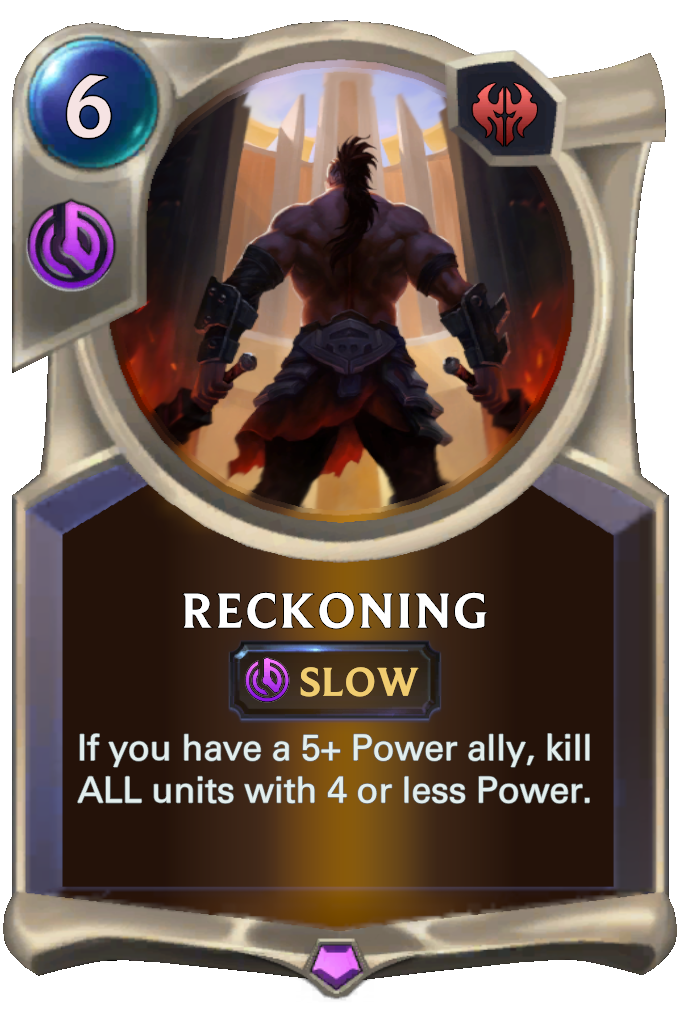 6
RECKONING
SLOW
If you have a 5+ Power ally, kill
ALL units with 4 or less Power.